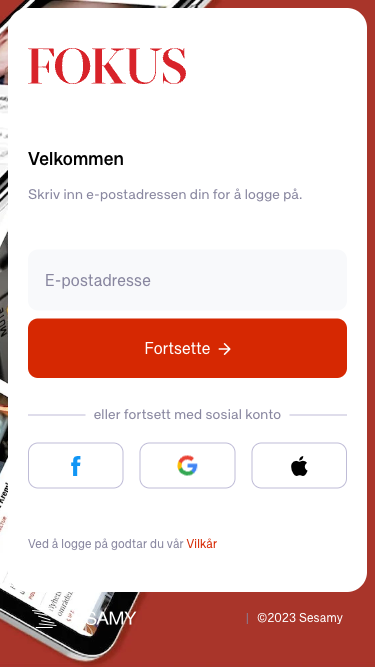 FOKUS
Velkommen
Skriv inn e-postadressen din for å logge på.
E-postadresse
Fortsette →
eller fortsett med sosial konto
Ved å logge på godtar du vår Vilkår
SESAMY | ©2023 Sesamy